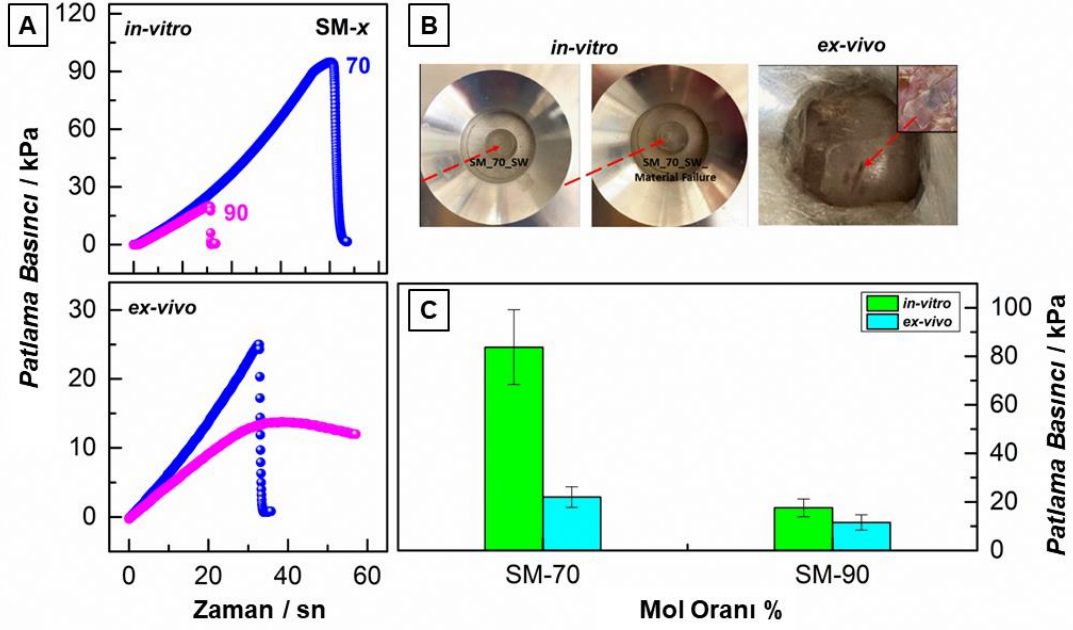 A
in-vitro
SM-x
120
90
60
30
0
70
90
ex-vivo
30
20
10
0
0
20
40
60
Patlama Basıncı / kPa
Zaman / sn
B
in-vitro
ex-vivo
SM_70_SW
SM_70_SW_
Material Failure
C
in-vitro
ex-vivo
100
80
60
40
20
0
Patlama Basıncı / kPa
SM-70
SM-90
Mol Oranı %